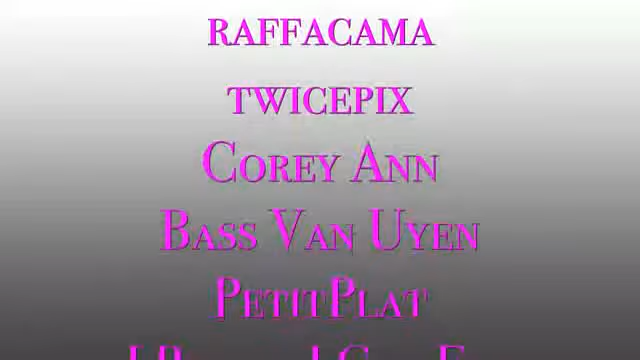 RAFFACAMA
TWICEPIX
COREY ANN
BASS VAN UYEN
PETITPLAT